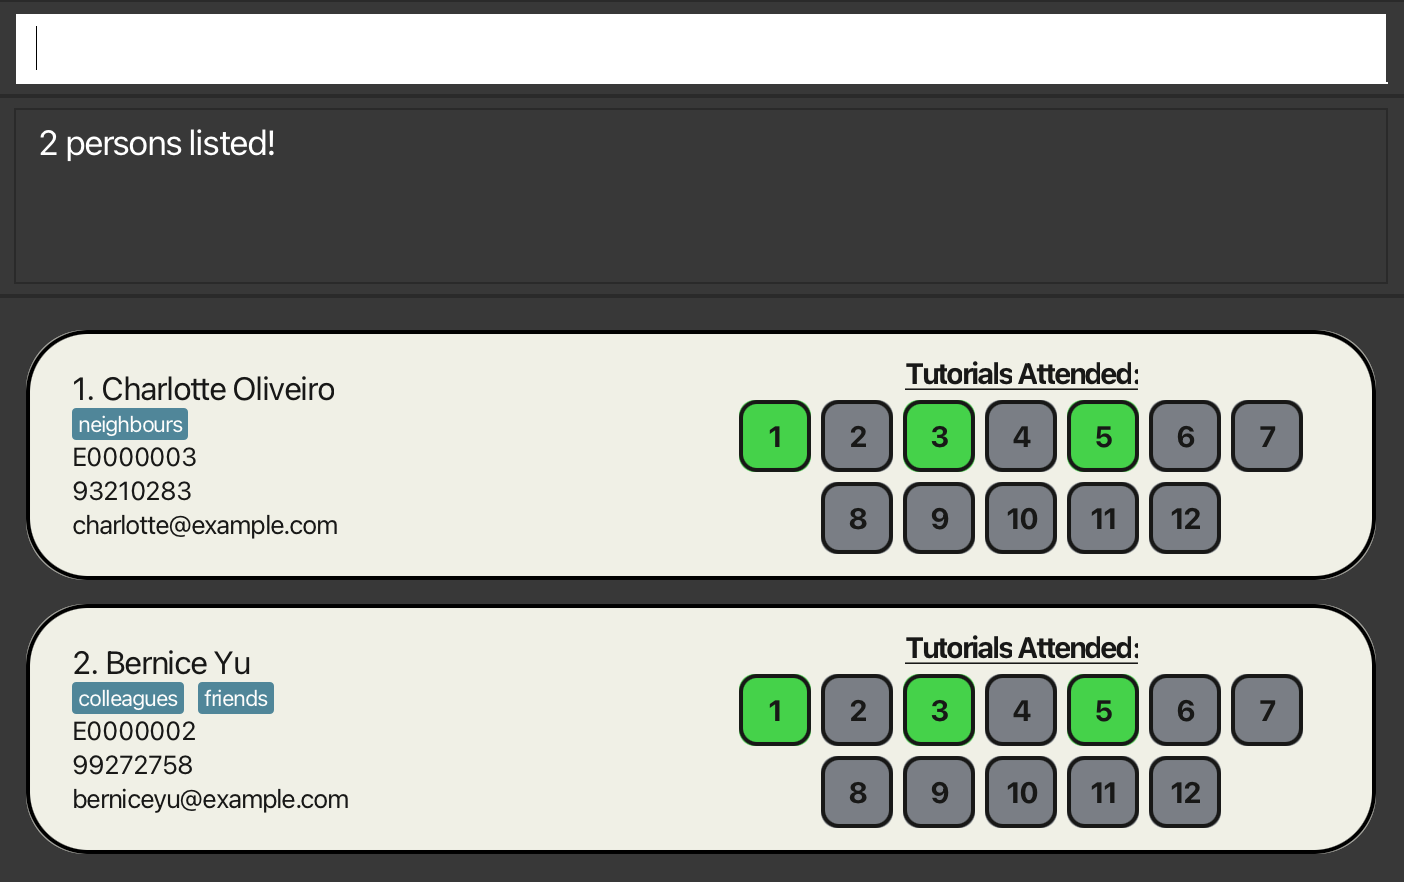 2 persons listed!
1. Charlotte Oliveiro
neighbours
E0000003
93210283
charlotte@example.com
Tutorials Attended:
1 2 3 4 5 6 7
8 9 10 11 12
2. Bernice Yu
colleagues friends
E0000002
99272758
berniceyu@example.com
Tutorials Attended:
1 2 3 4 5 6 7
8 9 10 11 12